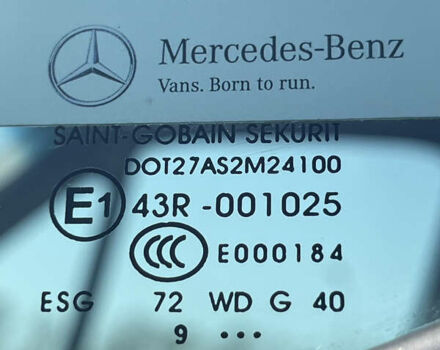 Mercedes-Benz
Vans. Born to run.
SAINT-GOBAIN SEKURIT
DOT27AS2M24100
E1 43R -001025
CCC E000184
ESG 72 WD G 40
9 •••